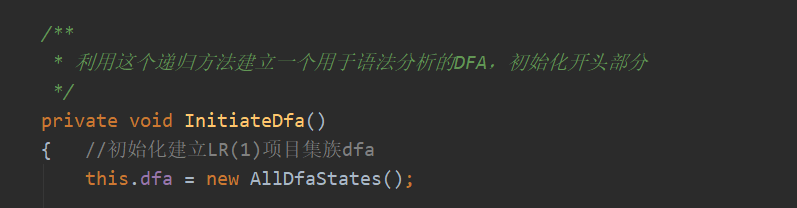 /**
* 利用这个递归方法建立一个用于语法分析的DFA，初始化开头部分
*/
private void InitiateDfa()
{ //初始化建立LR(1)项目集族dfa
this.dfa = new AllDfaStates();